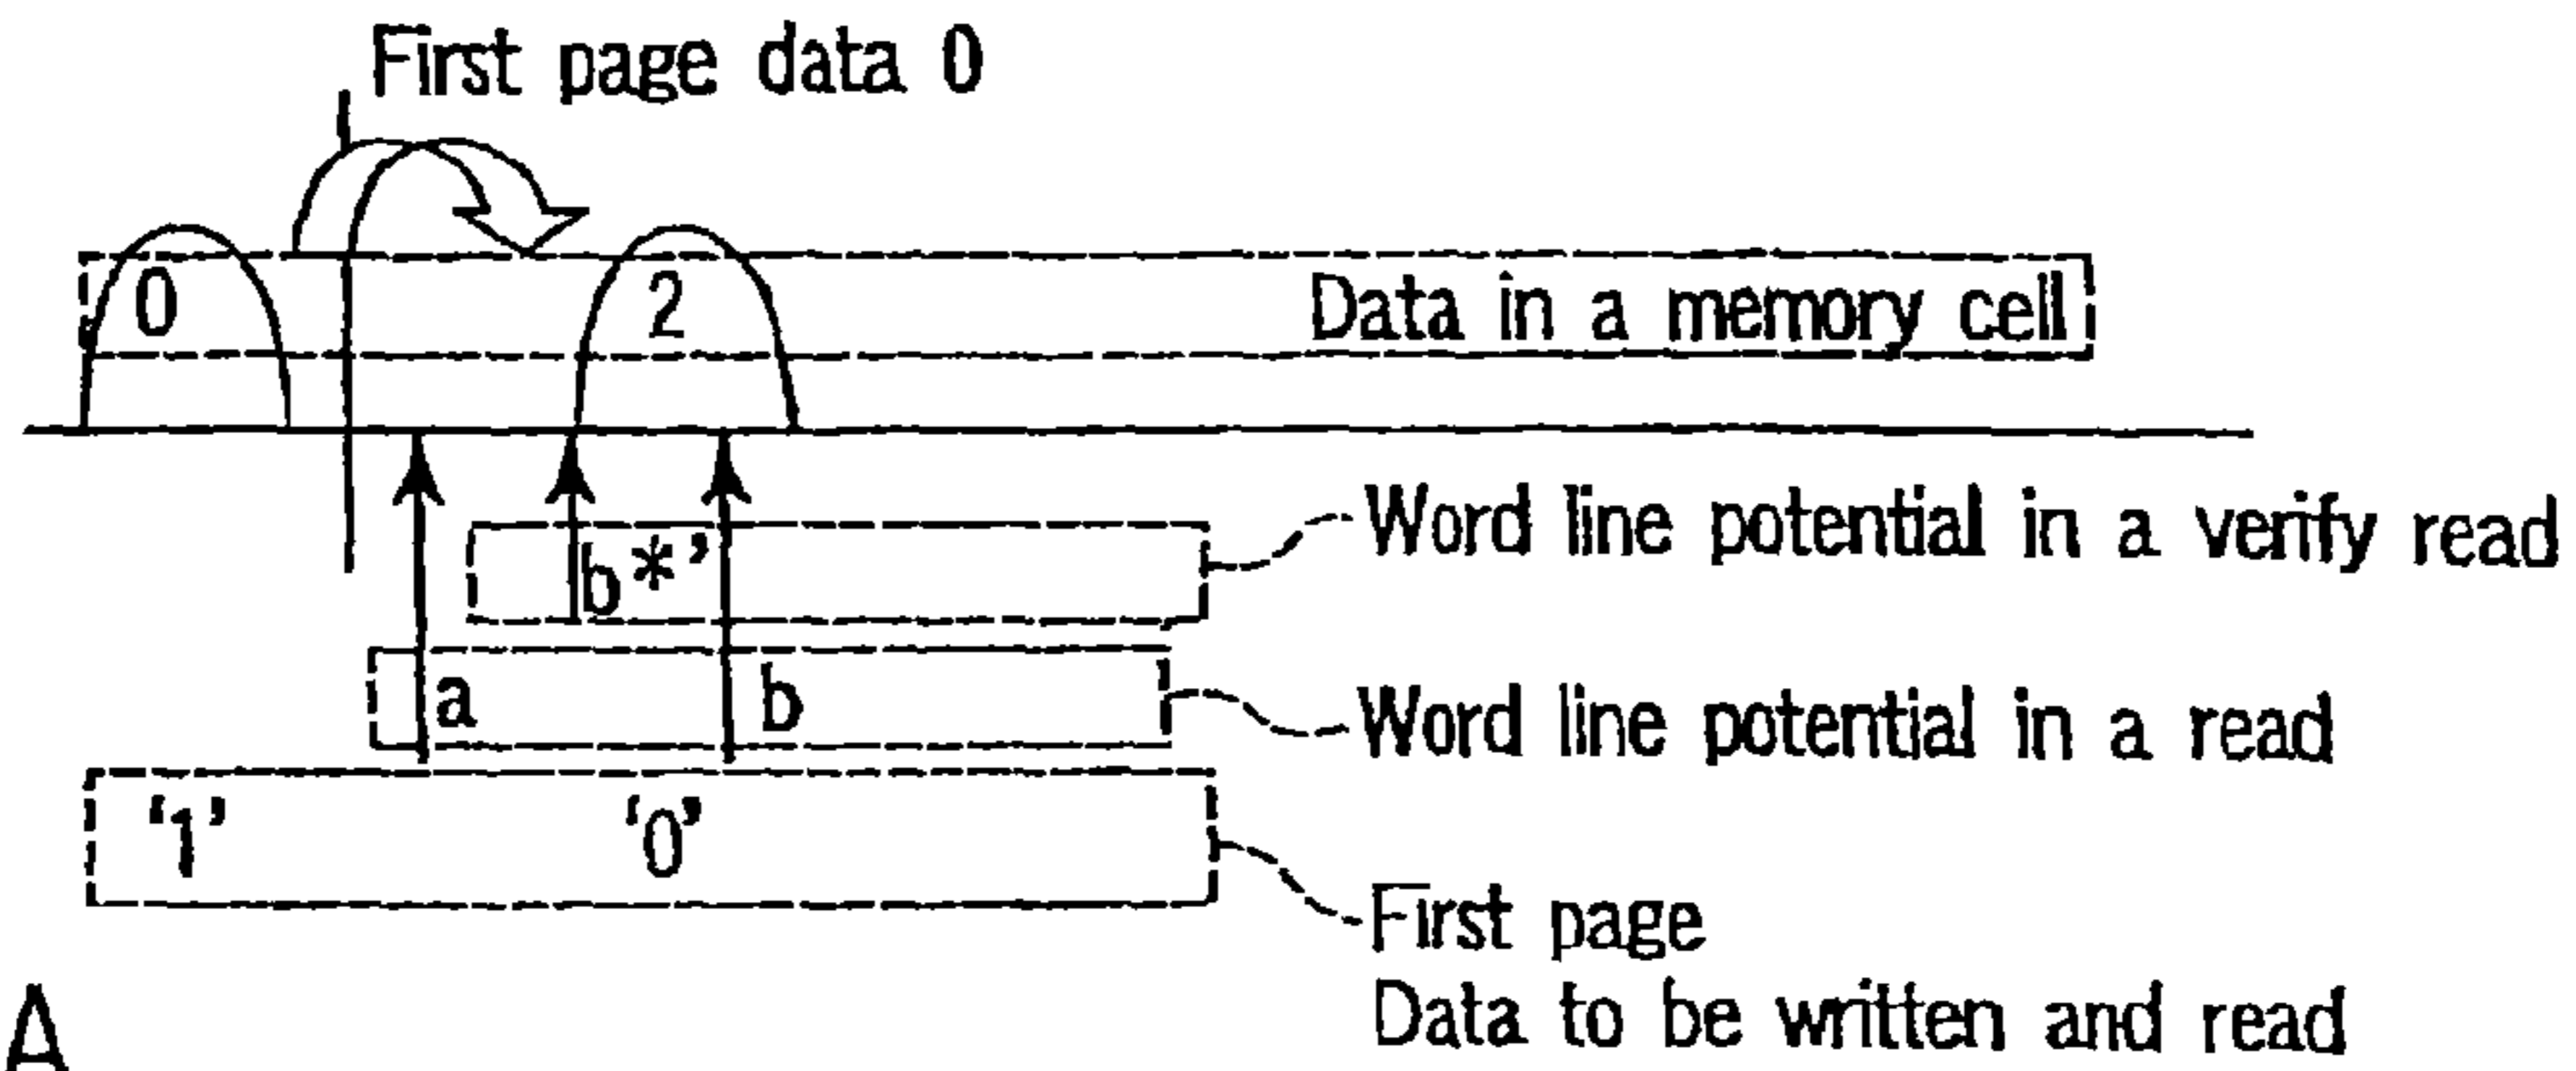 First page data 0
0 2 Data in a memory cell
b*’ Word line potential in a verify read
a b Word line potential in a read
‘1’ ‘0’
First page
Data to be written and read
A